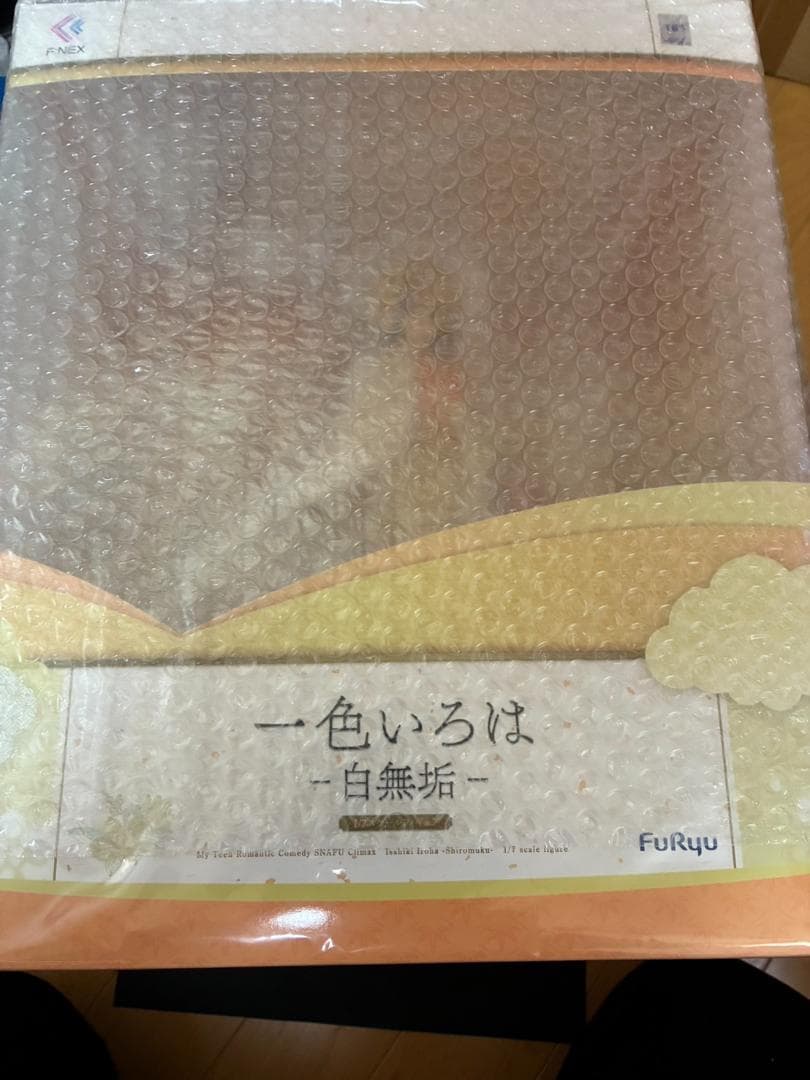 F:NEX
一色いろは
-白無垢-
My Teen Romantic Comedy SNAFU Climax Isshiki Iroha -Shiromuku- 1/7 scale figure
FuRyu